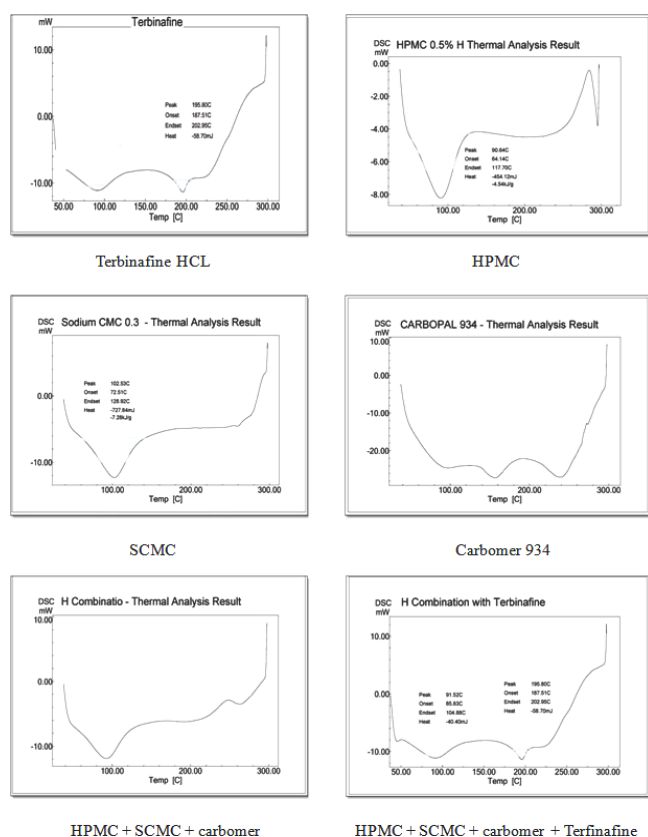 Terbinafine
mW
10.00
0.00
-10.00
Peak 195.80C
Onset 187.51C
Endset 202.95C
Heat -58.70mJ
50.00 100.00 150.00 200.00 250.00 300.00
Temp [C]
Terbinafine HCL
DSC
mW
HPMC 0.5% H Thermal Analysis Result
0.00
-2.00
-4.00
-6.00
-8.00
Peak 90.64C
Onset 64.14C
Endset 117.70C
Heat -454.12mJ
-4.54kJ/g
100.00 200.00 300.00
Temp [C]
HPMC
DSC
mW
Sodium CMC 0.3 - Thermal Analysis Result
0.00
-10.00
Peak 102.53C
Onset 72.51C
Endset 128.92C
Heat -727.84mJ
-7.28kJ/g
100.00 200.00 300.00
Temp [C]
SCMC
DSC
mW
CARBOPAL 934 - Thermal Analysis Result
10.00
0.00
-10.00
-20.00
100.00 200.00 300.00
Temp [C]
Carbomer 934
DSC
mW
H Combinatio - Thermal Analysis Result
10.00
0.00
-10.00
100.00 200.00 300.00
Temp [C]
HPMC + SCMC + carbomer
DSC
mW
H Combination with Terbinafine
10.00
0.00
-10.00
Peak 91.52C
Onset 85.83C
Endset 104.88C
Heat -40.40mJ
Peak 195.80C
Onset 187.51C
Endset 202.95C
Heat -58.70mJ
50.00 100.00 150.00 200.00 250.00 300.00
Temp [C]
HPMC + SCMC + carbomer + Terfinafine